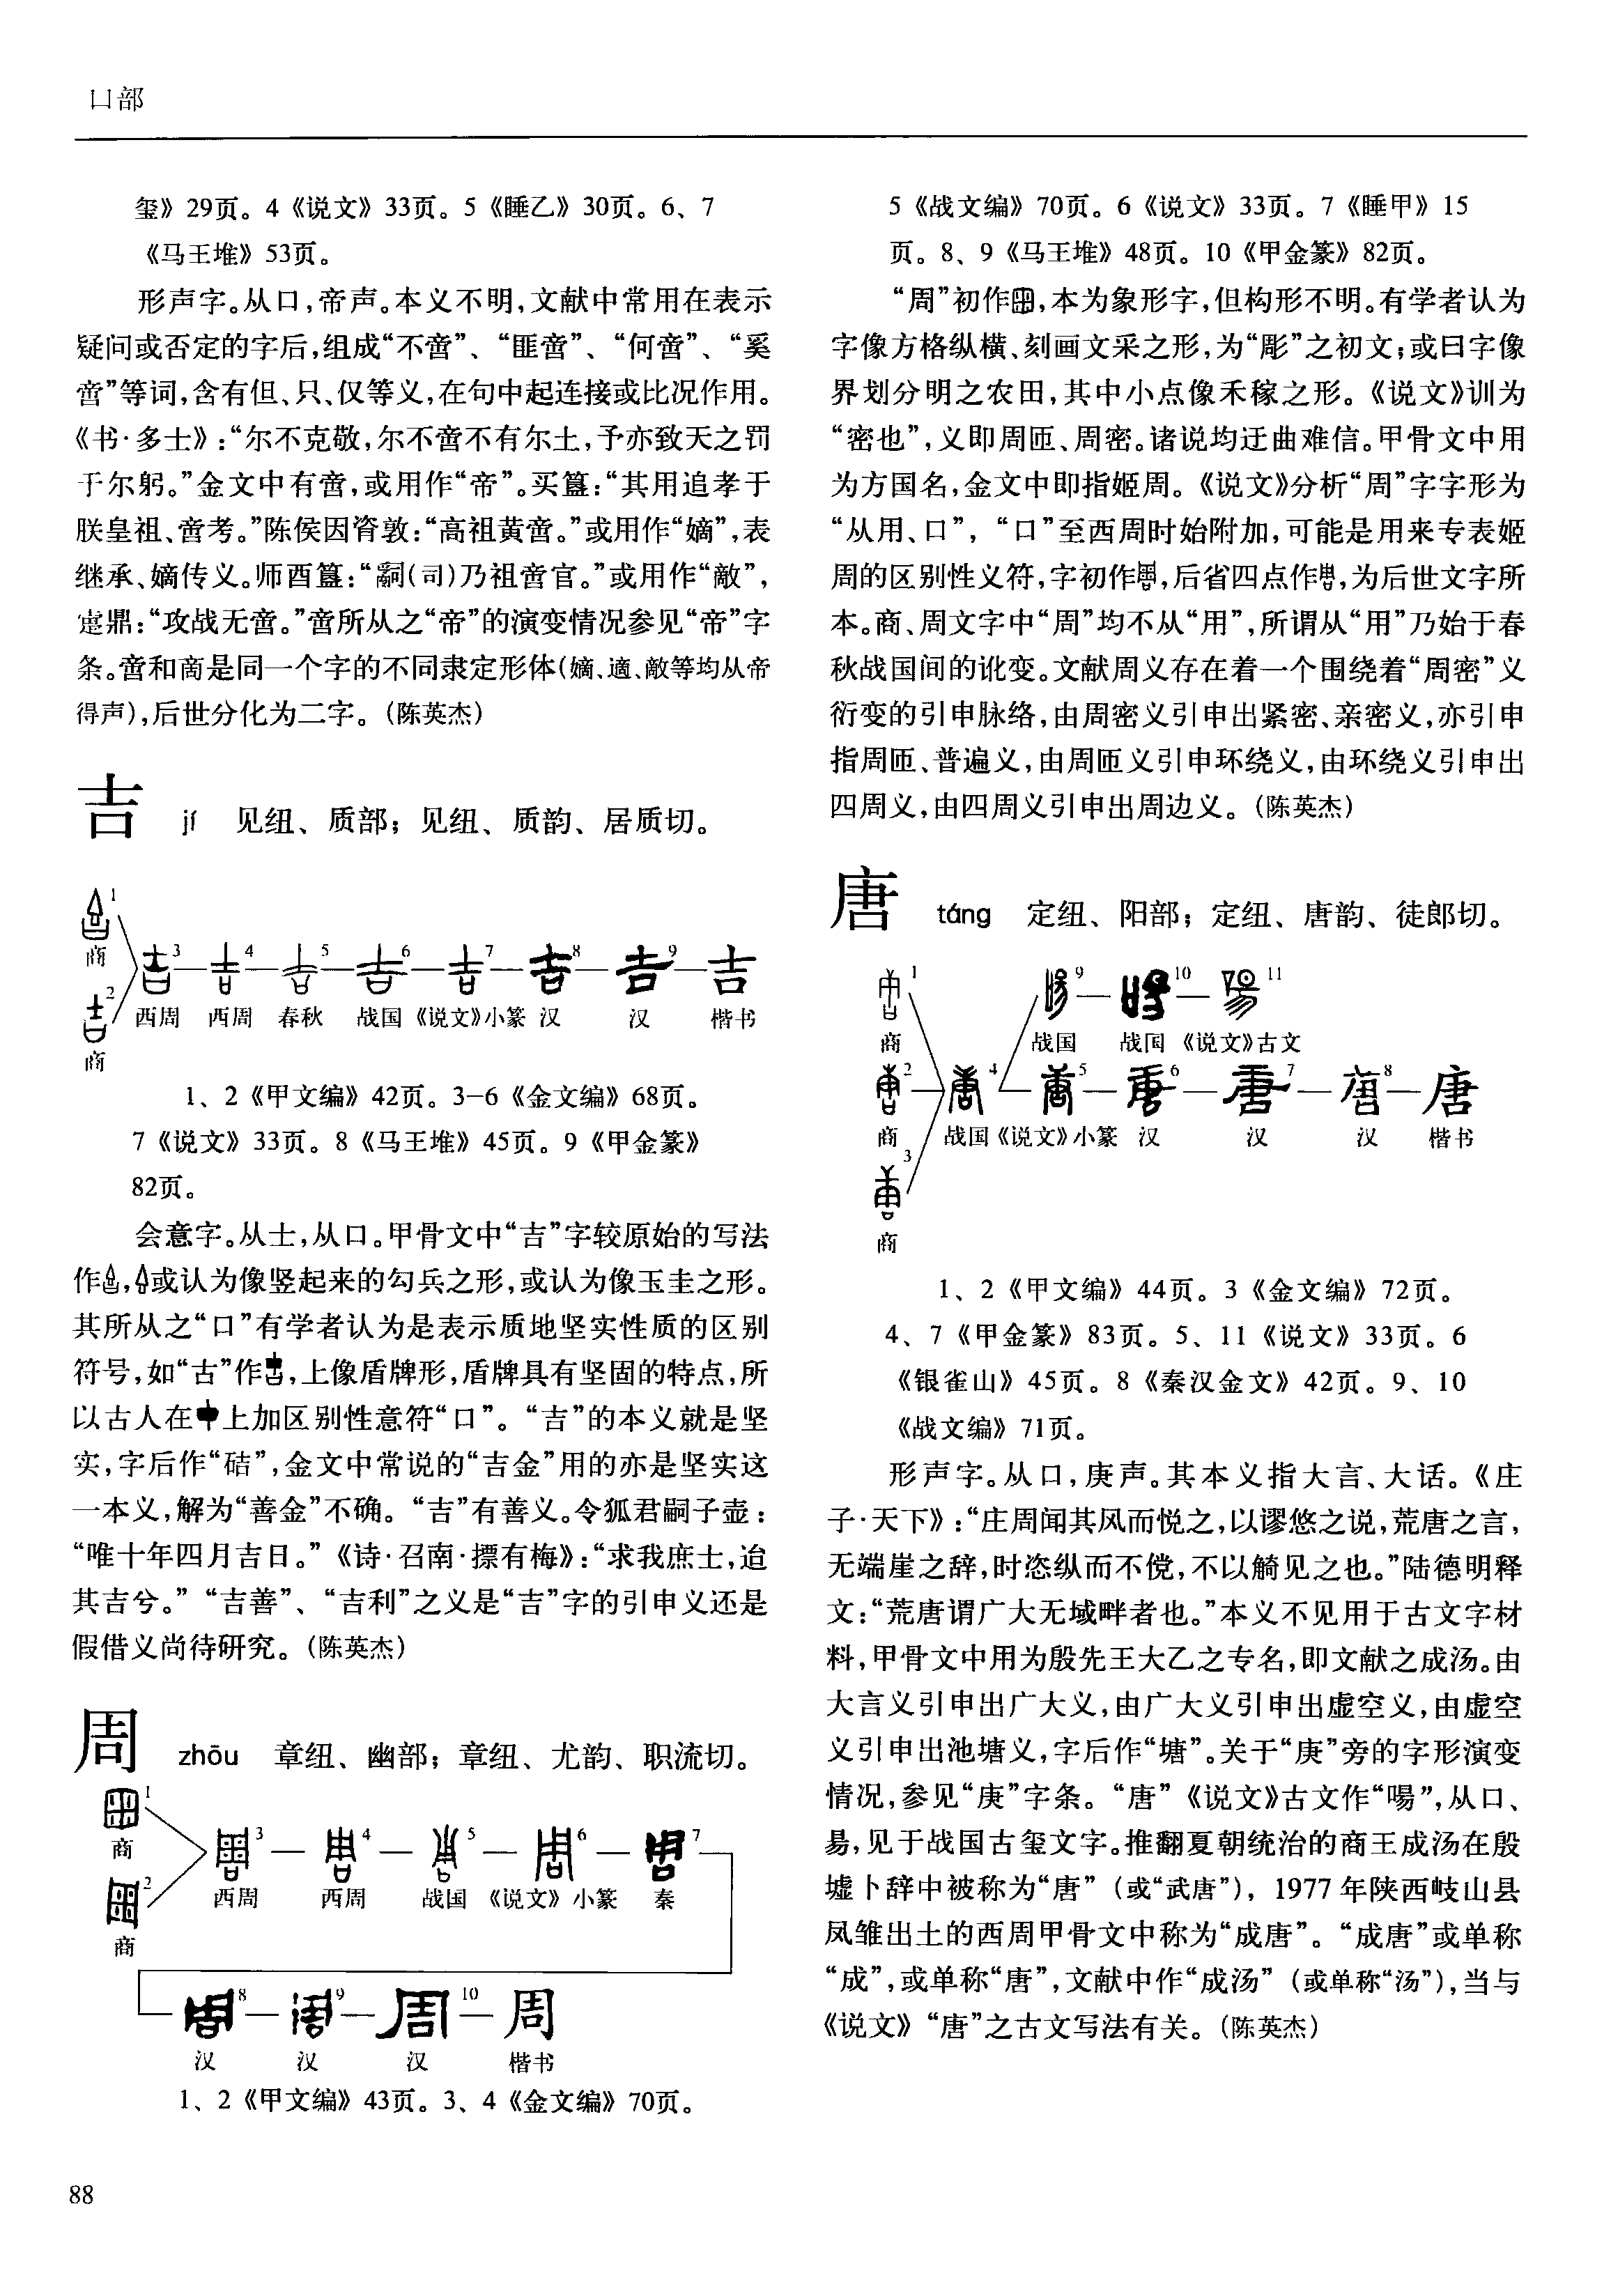 口部
玺》29页。4《说文》33页。5《睡乙》30页。6、7
《马王堆》53页。
形声字。从口,帝声。本义不明,文献中常用在表示
疑问或否定的字后,组成“不啻”、“匪啻”、“何啻”、“奚
啻”等词,含有但、只、仅等义,在句中起连接或比况作用。
《书·多士》:“尔不克敬,尔不啻不有尔土,予亦致天之罚
于尔躬。”金文中有啻,或用作“帝”。买簋:“其用追孝于
朕皇祖、啻考。”陈侯因𬯎敦:“高祖黄啻。”或用作“嫡”,表
继承、嫡传义。师酉簋:“嗣(司)乃祖啻官。”或用作“敵”,
鼎:“攻战无啻。”啻所从之“帝”的演变情况参见“帝”字
条。啻和啇是同一个字的不同隶定形体(嫡、適、敵等均从帝
得声),后世分化为二字。(陈英杰)
吉 jí 见纽、质部;见纽、质韵、居质切。
1 商
2 商
3 4 5 6 7 8 9 吉
西周 西周 春秋 战国 《说文》小篆 汉 汉 楷书
1、2《甲文编》42页。3-6《金文编》68页。
7《说文》33页。8《马王堆》45页。9《甲金篆》
82页。
会意字。从士,从口。甲骨文中“吉”字较原始的写法
作,或认为像竖起来的勾兵之形,或认为像玉圭之形。
其所从之“口”有学者认为是表示质地坚实性质的区别
符号,如“古”作,上像盾牌形,盾牌具有坚固的特点,所
以古人在上加区别性意符“口”。“吉”的本义就是坚
实,字后作“硈”,金文中常说的“吉金”用的亦是坚实这
一本义,解为“善金”不确。“吉”有善义。令狐君嗣子壶:
“唯十年四月吉日。”《诗·召南·摽有梅》:“求我庶士,迨
其吉兮。”“吉善”、“吉利”之义是“吉”字的引申义还是
假借义尚待研究。(陈英杰)
周 zhōu 章纽、幽部;章纽、尤韵、职流切。
1 商
2 商
3 4 5 6 7
西周 西周 战国 《说文》小篆 秦
8 9 10 周
汉 汉 汉 楷书
1、2《甲文编》43页。3、4《金文编》70页。
5《战文编》70页。6《说文》33页。7《睡甲》15
页。8、9《马王堆》48页。10《甲金篆》82页。
“周”初作,本为象形字,但构形不明。有学者认为
字像方格纵横、刻画文采之形,为“彫”之初文;或曰字像
界划分明之农田,其中小点像禾稼之形。《说文》训为
“密也”,义即周匝、周密。诸说均迂曲难信。甲骨文中用
为方国名,金文中即指姬周。《说文》分析“周”字字形为
“从用、口”,“口”至西周时始附加,可能是用来专表姬
周的区别性义符,字初作,后省四点作,为后世文字所
本。商、周文字中“周”均不从“用”,所谓从“用”乃始于春
秋战国间的讹变。文献周义存在着一个围绕着“周密”义
衍变的引申脉络,由周密义引申出紧密、亲密义,亦引申
指周匝、普遍义,由周匝义引申环绕义,由环绕义引申出
四周义,由四周义引申出周边义。(陈英杰)
唐 táng 定纽、阳部;定纽、唐韵、徒郎切。
1 商
9 10 11
战国 战国 《说文》古文
2 商
4 5 6 7 8 唐
战国 《说文》小篆 汉 汉 汉 楷书
3 商
1、2《甲文编》44页。3《金文编》72页。
4、7《甲金篆》83页。5、11《说文》33页。6
《银雀山》45页。8《秦汉金文》42页。9、10
《战文编》71页。
形声字。从口,庚声。其本义指大言、大话。《庄
子·天下》:“庄周闻其风而悦之,以谬悠之说,荒唐之言,
无端崖之辞,时恣纵而不傥,不以觭见之也。”陆德明释
文:“荒唐谓广大无域畔者也。”本义不见用于古文字材
料,甲骨文中用为殷先王大乙之专名,即文献之成汤。由
大言义引申出广大义,由广大义引申出虚空义,由虚空
义引申出池塘义,字后作“塘”。关于“庚”旁的字形演变
情况,参见“庚”字条。“唐”《说文》古文作“啺”,从口、
昜,见于战国古玺文字。推翻夏朝统治的商王成汤在殷
墟卜辞中被称为“唐”(或“武唐”),1977年陕西岐山县
凤雏出土的西周甲骨文中称为“成唐”。“成唐”或单称
“成”,或单称“唐”,文献中作“成汤”(或单称“汤”),当与
《说文》“唐”之古文写法有关。(陈英杰)
88